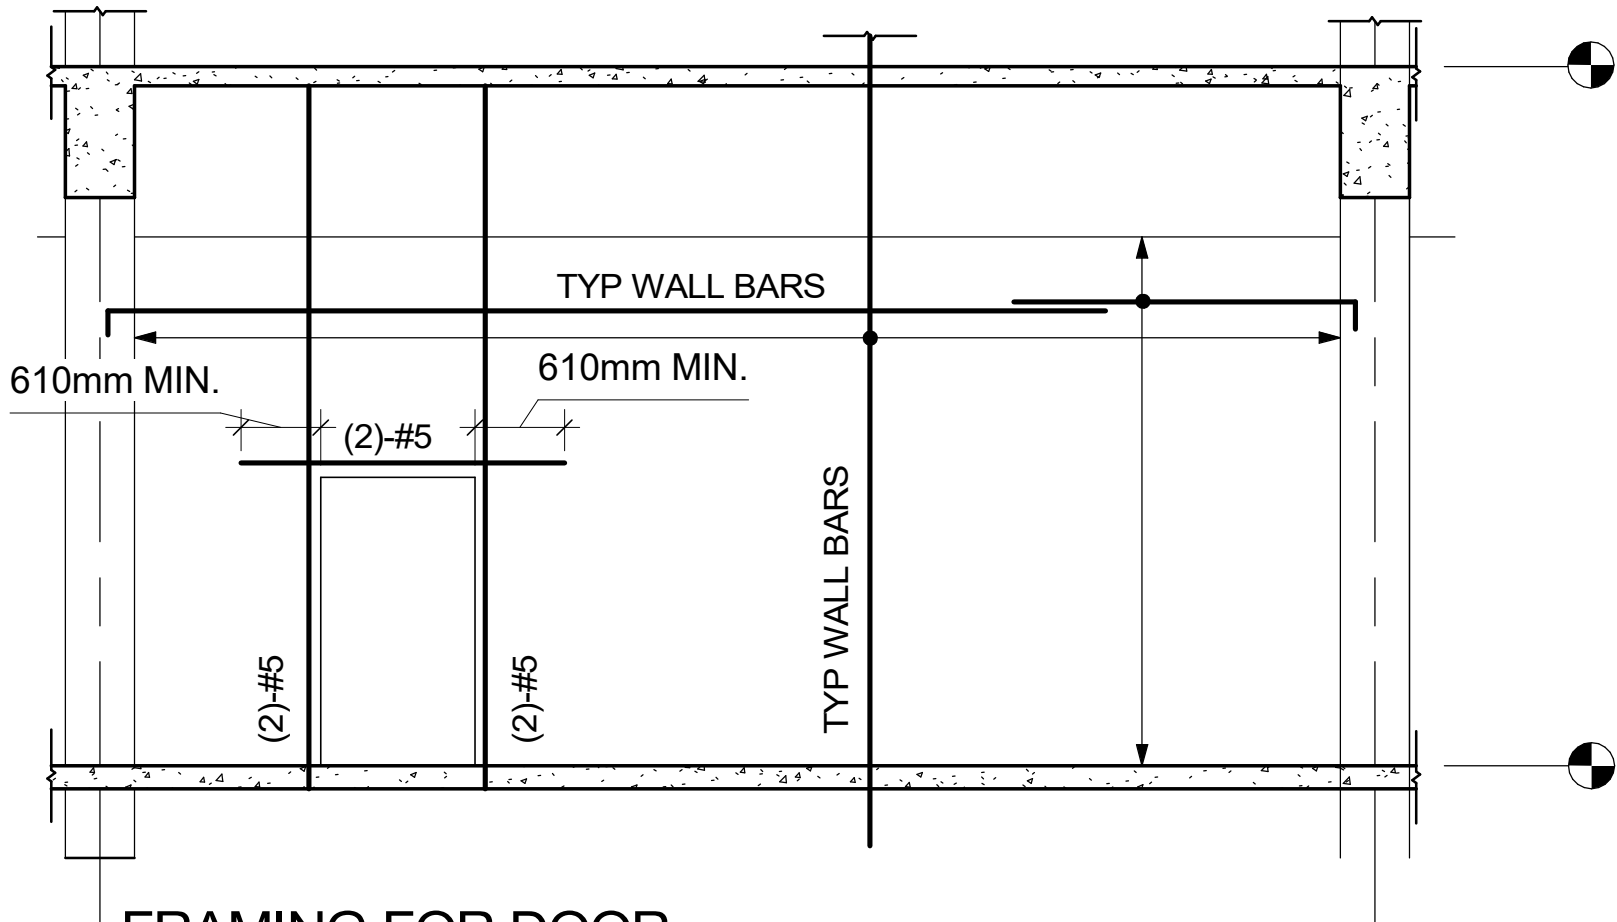 TYP WALL BARS
610mm MIN.
610mm MIN.
(2)-#5
TYP WALL BARS
(2)-#5
(2)-#5
FRAMING FOR DOOR